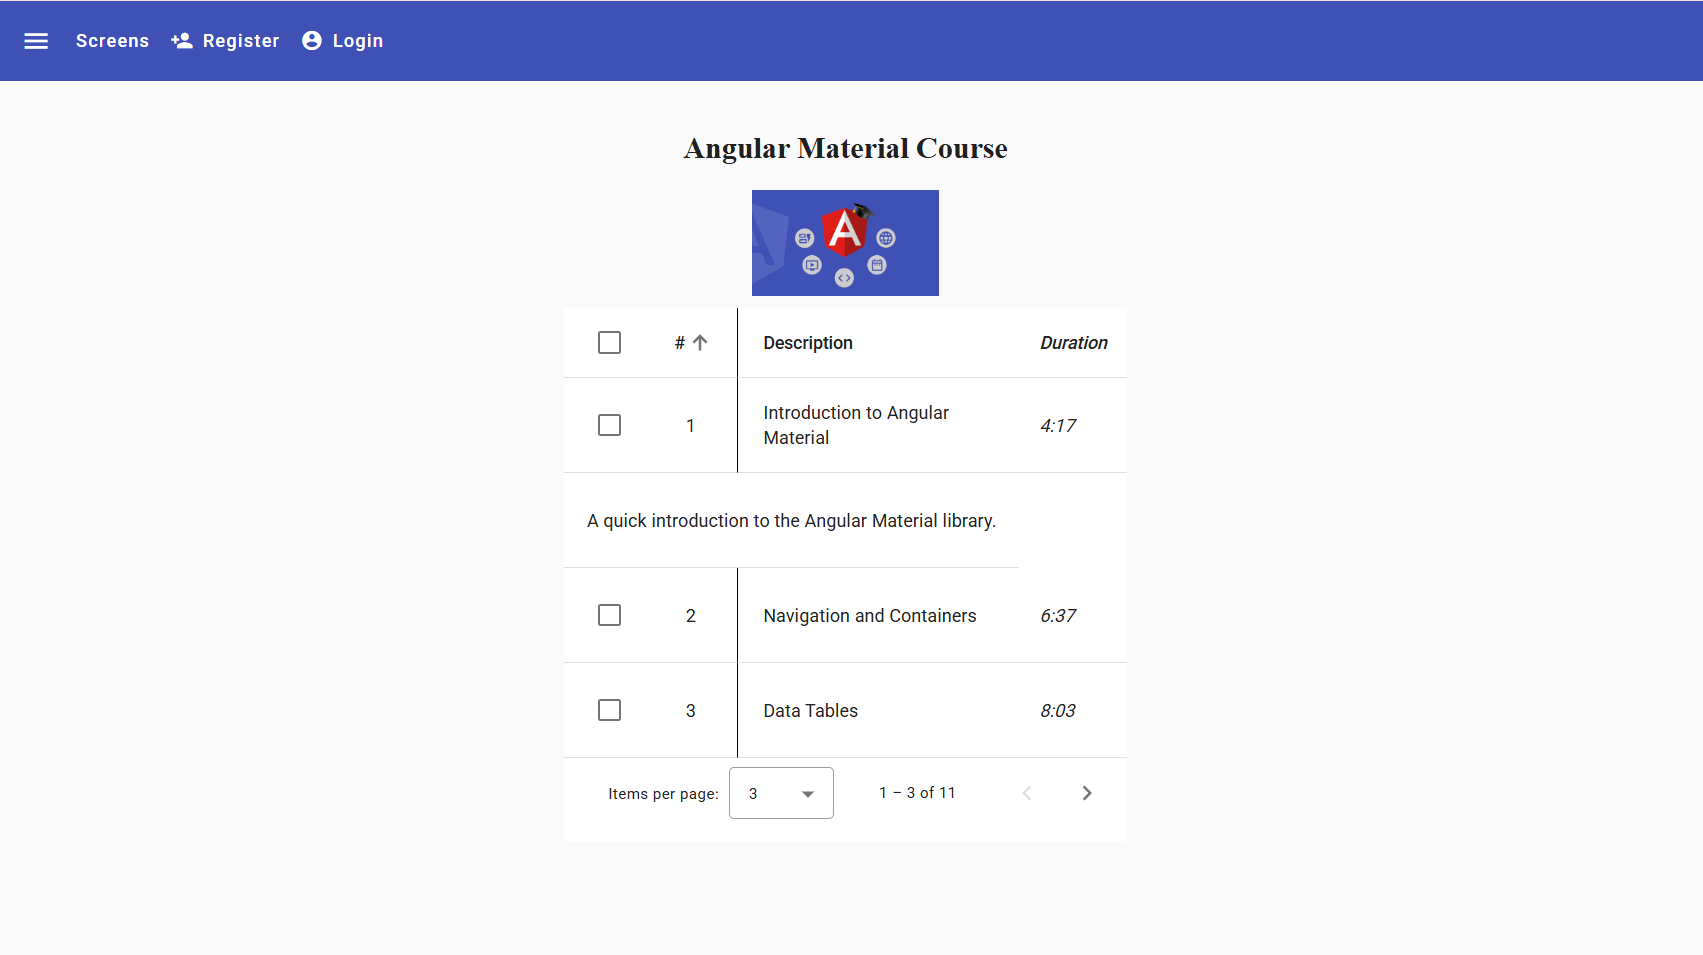 Screens Register Login
Angular Material Course
# Description Duration
1 Introduction to Angular Material 4:17
A quick introduction to the Angular Material library.
2 Navigation and Containers 6:37
3 Data Tables 8:03
Items per page: 3 1 – 3 of 11